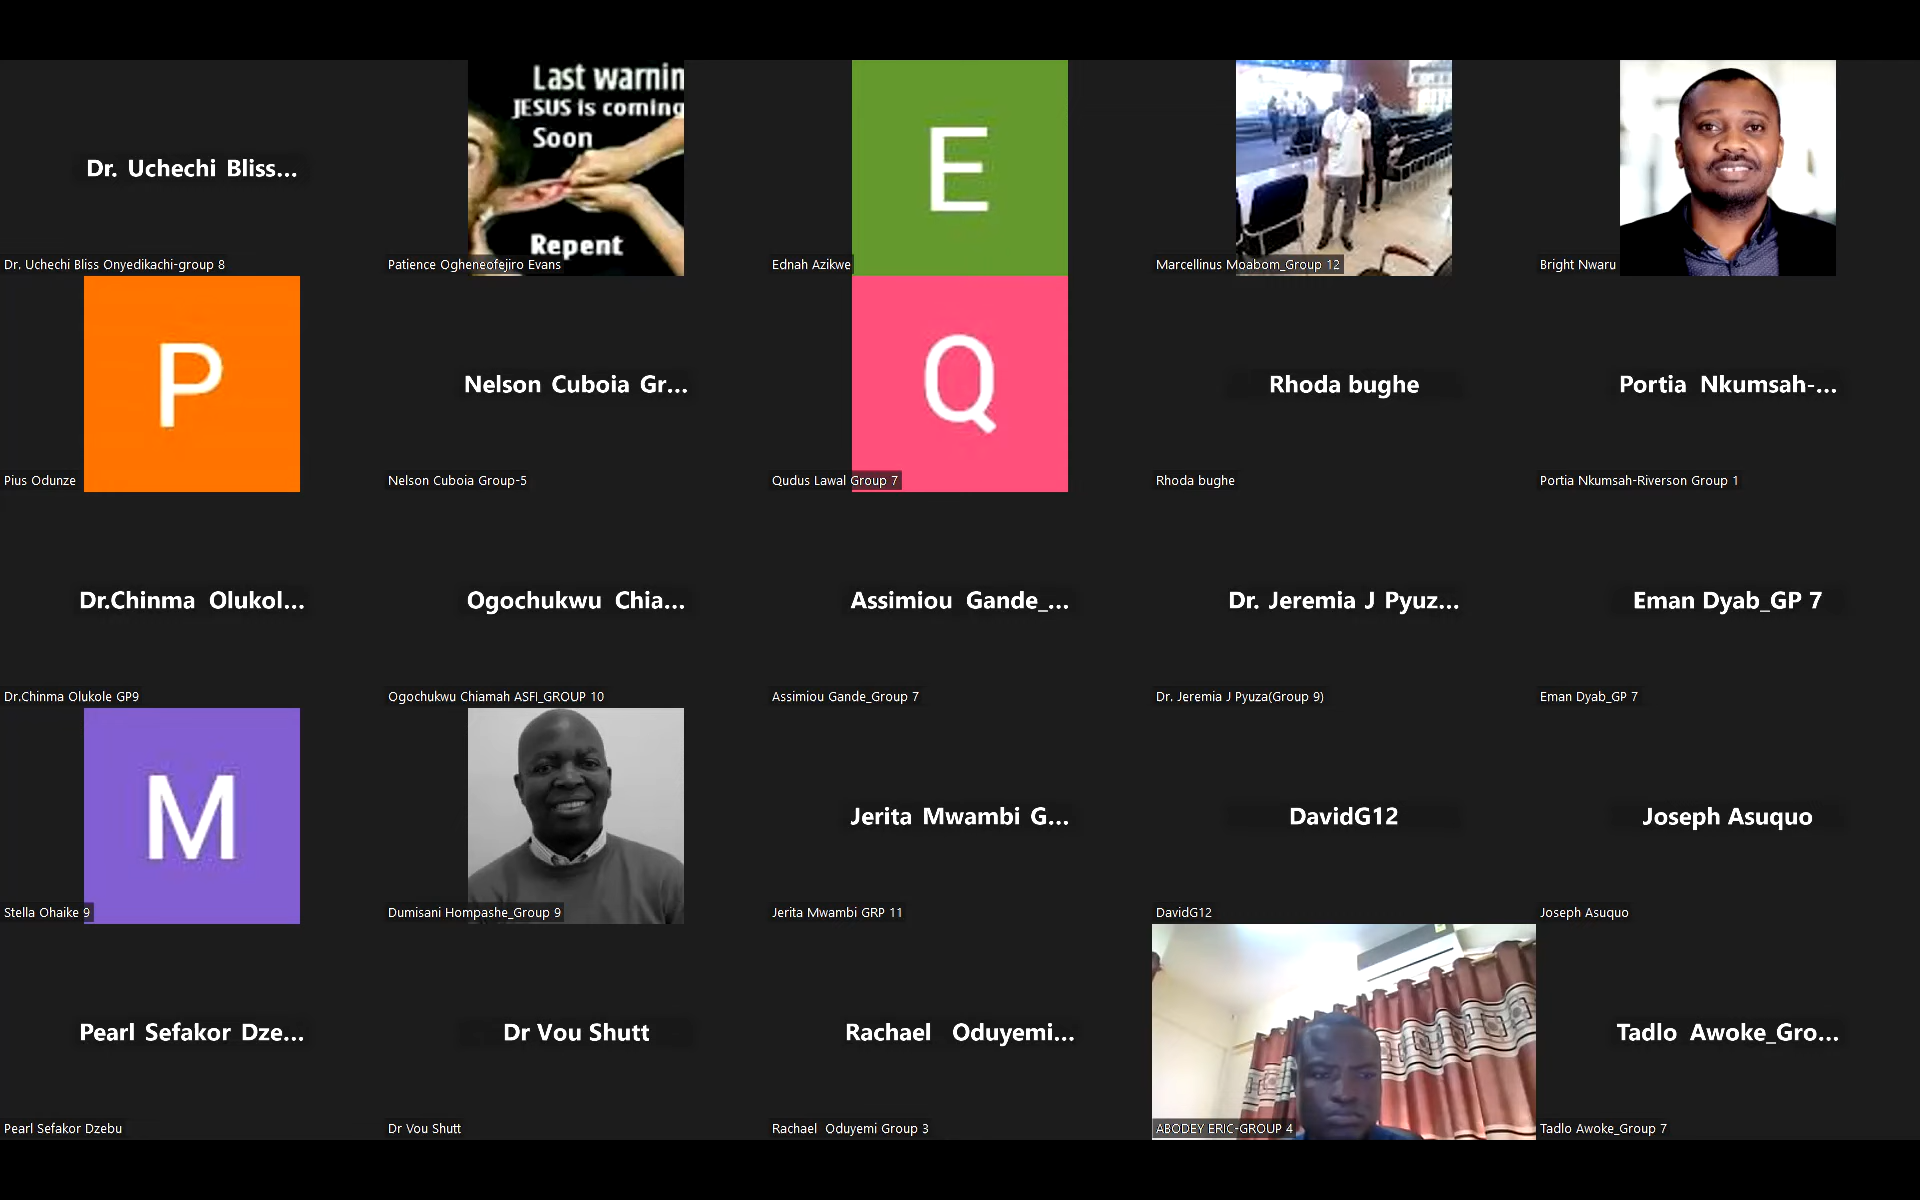 Dr. Uchechi Bliss...
Dr. Uchechi Bliss Onyedikachi-group 8
Last warnin
JESUS is coming
Soon
Repent
Patience Ogheneofejiro Evans
E
Ednah Azikwe
Marcellinus Moabom_Group 12
Bright Nwaru
P
Pius Odunze
Nelson Cuboia Gr...
Nelson Cuboia Group-5
Q
Qudus Lawal Group 7
Rhoda bughe
Rhoda bughe
Portia Nkumsah-...
Portia Nkumsah-Riverson Group 1
Dr.Chinma Olukol...
Dr.Chinma Olukole GP9
Ogochukwu Chia...
Ogochukwu Chiamah ASFI_GROUP 10
Assimiou Gande_...
Assimiou Gande_Group 7
Dr. Jeremia J Pyuz...
Dr. Jeremia J Pyuza(Group 9)
Eman Dyab_GP 7
Eman Dyab_GP 7
M
Stella Ohaike 9
Dumisani Hompashe_Group 9
Jerita Mwambi G...
Jerita Mwambi GRP 11
DavidG12
DavidG12
Joseph Asuquo
Joseph Asuquo
Pearl Sefakor Dze...
Pearl Sefakor Dzebu
Dr Vou Shutt
Dr Vou Shutt
Rachael Oduyemi...
Rachael Oduyemi Group 3
ABODEY ERIC-GROUP 4
Tadlo Awoke_Gro...
Tadlo Awoke_Group 7